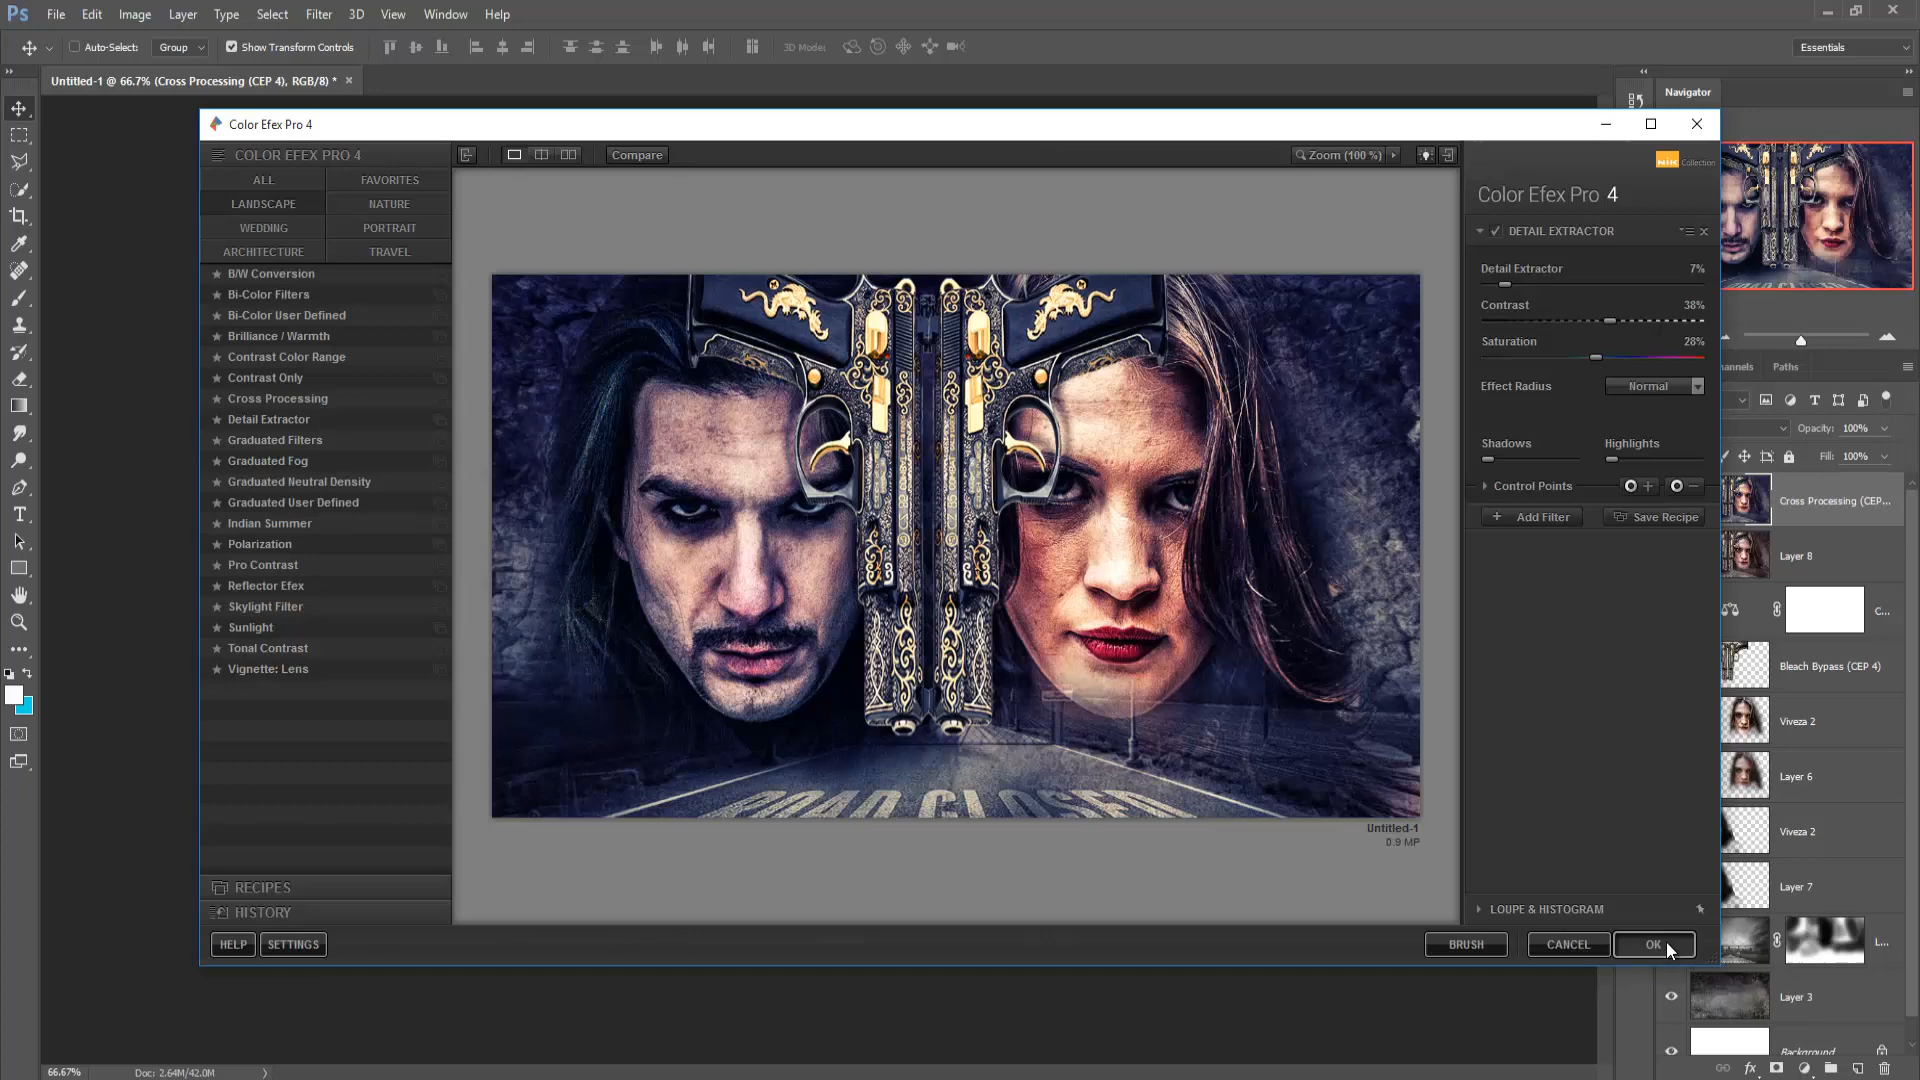 Ps File Edit Image Layer Type Select Filter 3D View Window Help
Auto-Select: Group Show Transform Controls 3D Mode: Essentials
Untitled-1 @ 66.7% (Cross Processing (CEP 4), RGB/8) * ×
Navigator
Color Efex Pro 4
COLOR EFEX PRO 4
Compare
Zoom (100 %)
Nik Collection
ALL FAVORITES
LANDSCAPE NATURE
WEDDING PORTRAIT
ARCHITECTURE TRAVEL
B/W Conversion
Bi-Color Filters
Bi-Color User Defined
Brilliance / Warmth
Contrast Color Range
Contrast Only
Cross Processing
Detail Extractor
Graduated Filters
Graduated Fog
Graduated Neutral Density
Graduated User Defined
Indian Summer
Polarization
Pro Contrast
Reflector Efex
Skylight Filter
Sunlight
Tonal Contrast
Vignette: Lens
RECIPES
HISTORY
HELP SETTINGS
ROAD CLOSED
Untitled-1
0.9 MP
Color Efex Pro 4
DETAIL EXTRACTOR
Detail Extractor 7%
Contrast 38%
Saturation 28%
Effect Radius Normal
Shadows Highlights
Control Points
Add Filter Save Recipe
LOUPE & HISTOGRAM
BRUSH CANCEL OK
annels Paths
Opacity: 100%
Fill: 100%
Cross Processing (CEP...
Layer 8
C...
Bleach Bypass (CEP 4)
Viveza 2
Layer 6
Viveza 2
Layer 7
L...
Layer 3
Background
66.67% Doc: 2.64M/42.0M